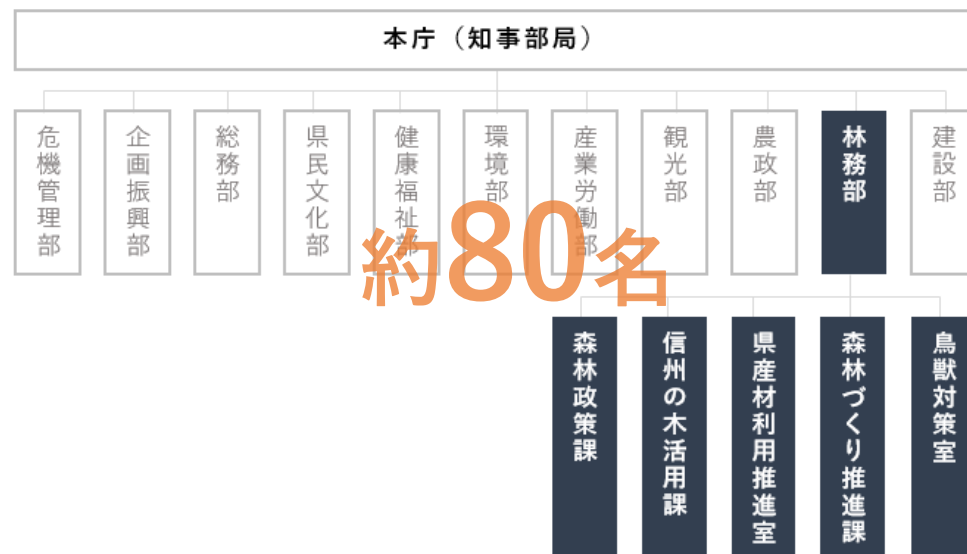 本庁（知事部局）
危機管理部
企画振興部
総務部
県民文化部
健康福祉部
環境部
産業労働部
観光部
農政部
林務部
建設部
約80名
森林政策課
信州の木活用課
県産材利用推進室
森林づくり推進課
鳥獣対策室